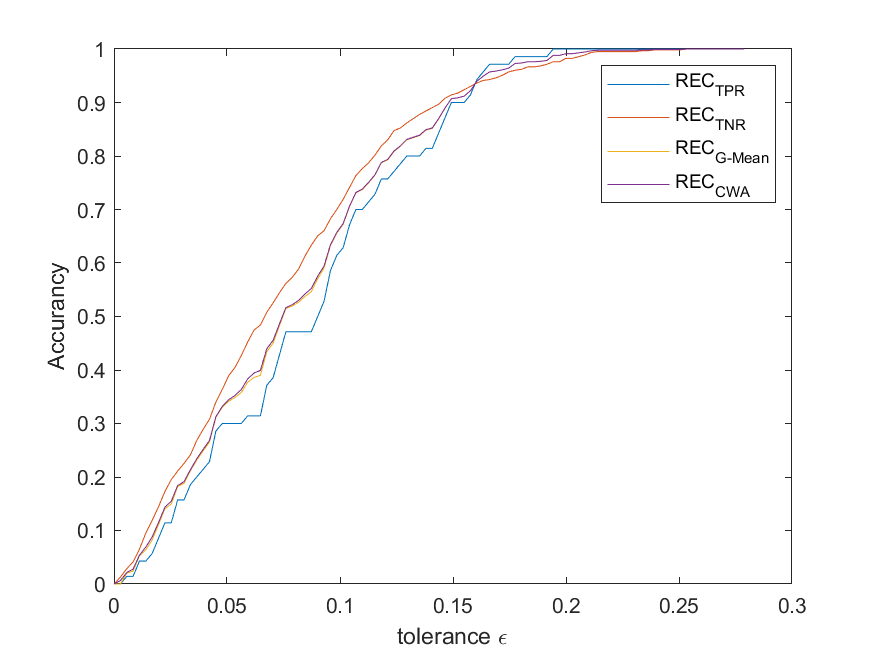 1
0.9
0.8
0.7
0.6
0.5
0.4
0.3
0.2
0.1
0
Accurancy
0 0.05 0.1 0.15 0.2 0.25 0.3
tolerance ϵ
REC_TPR
REC_TNR
REC_G-Mean
REC_CWA